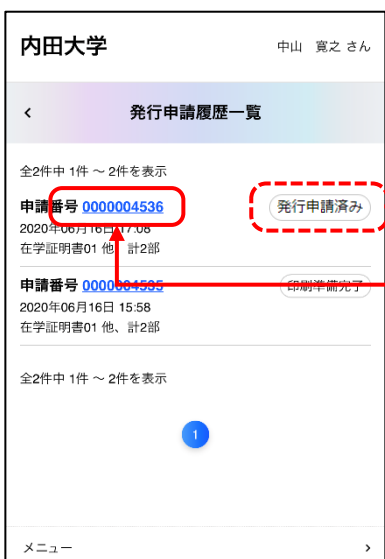 内田大学
中山 寛之 さん
発行申請履歴一覧
全2件中 1件 ~ 2件を表示
申請番号 0000004536
発行申請済み
2020年06月16日 17:08
在学証明書01 他、計2部
申請番号 0000004535
印刷準備完了
2020年06月16日 15:58
在学証明書01 他、計2部
全2件中 1件 ~ 2件を表示
1
メニュー